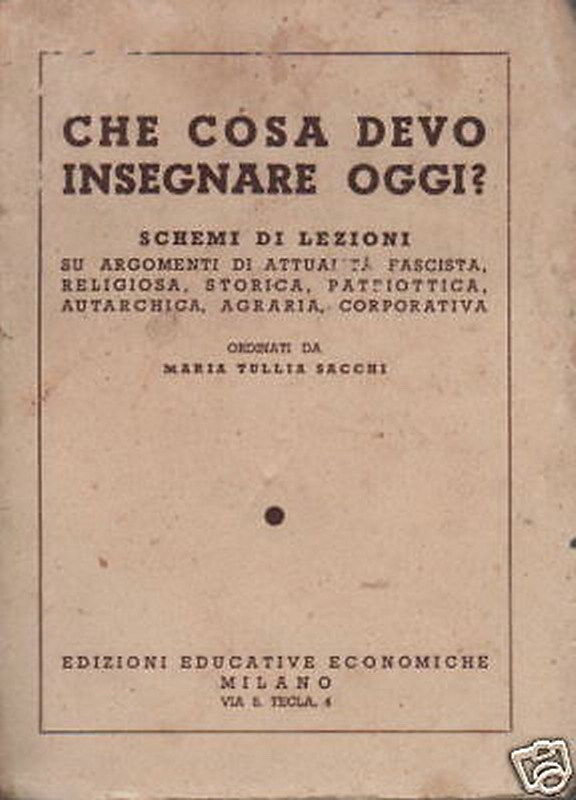 CHE COSA DEVO
INSEGNARE OGGI?
SCHEMI DI LEZIONI
SU ARGOMENTI DI ATTUALITÀ FASCISTA,
RELIGIOSA, STORICA, PATRIOTTICA,
AUTARCHICA, AGRARIA, CORPORATIVA
ORDINATI DA
MARIA TULLIA SACCHI
EDIZIONI EDUCATIVE ECONOMICHE
MILANO
VIA S. TECLA, 4